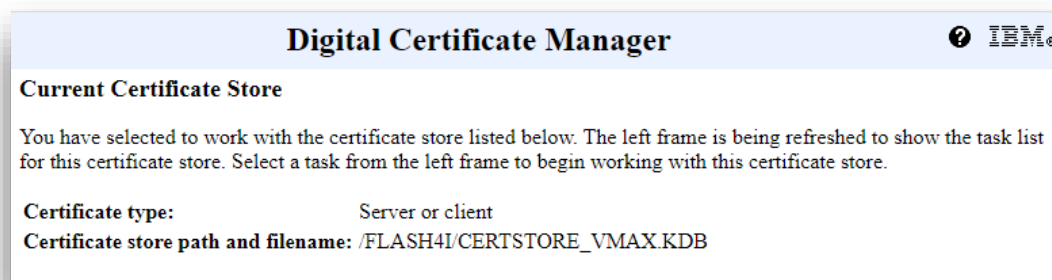 Digital Certificate Manager
? IBM®
Current Certificate Store
You have selected to work with the certificate store listed below. The left frame is being refreshed to show the task list
for this certificate store. Select a task from the left frame to begin working with this certificate store.
Certificate type: Server or client
Certificate store path and filename: /FLASH4I/CERTSTORE_VMAX.KDB